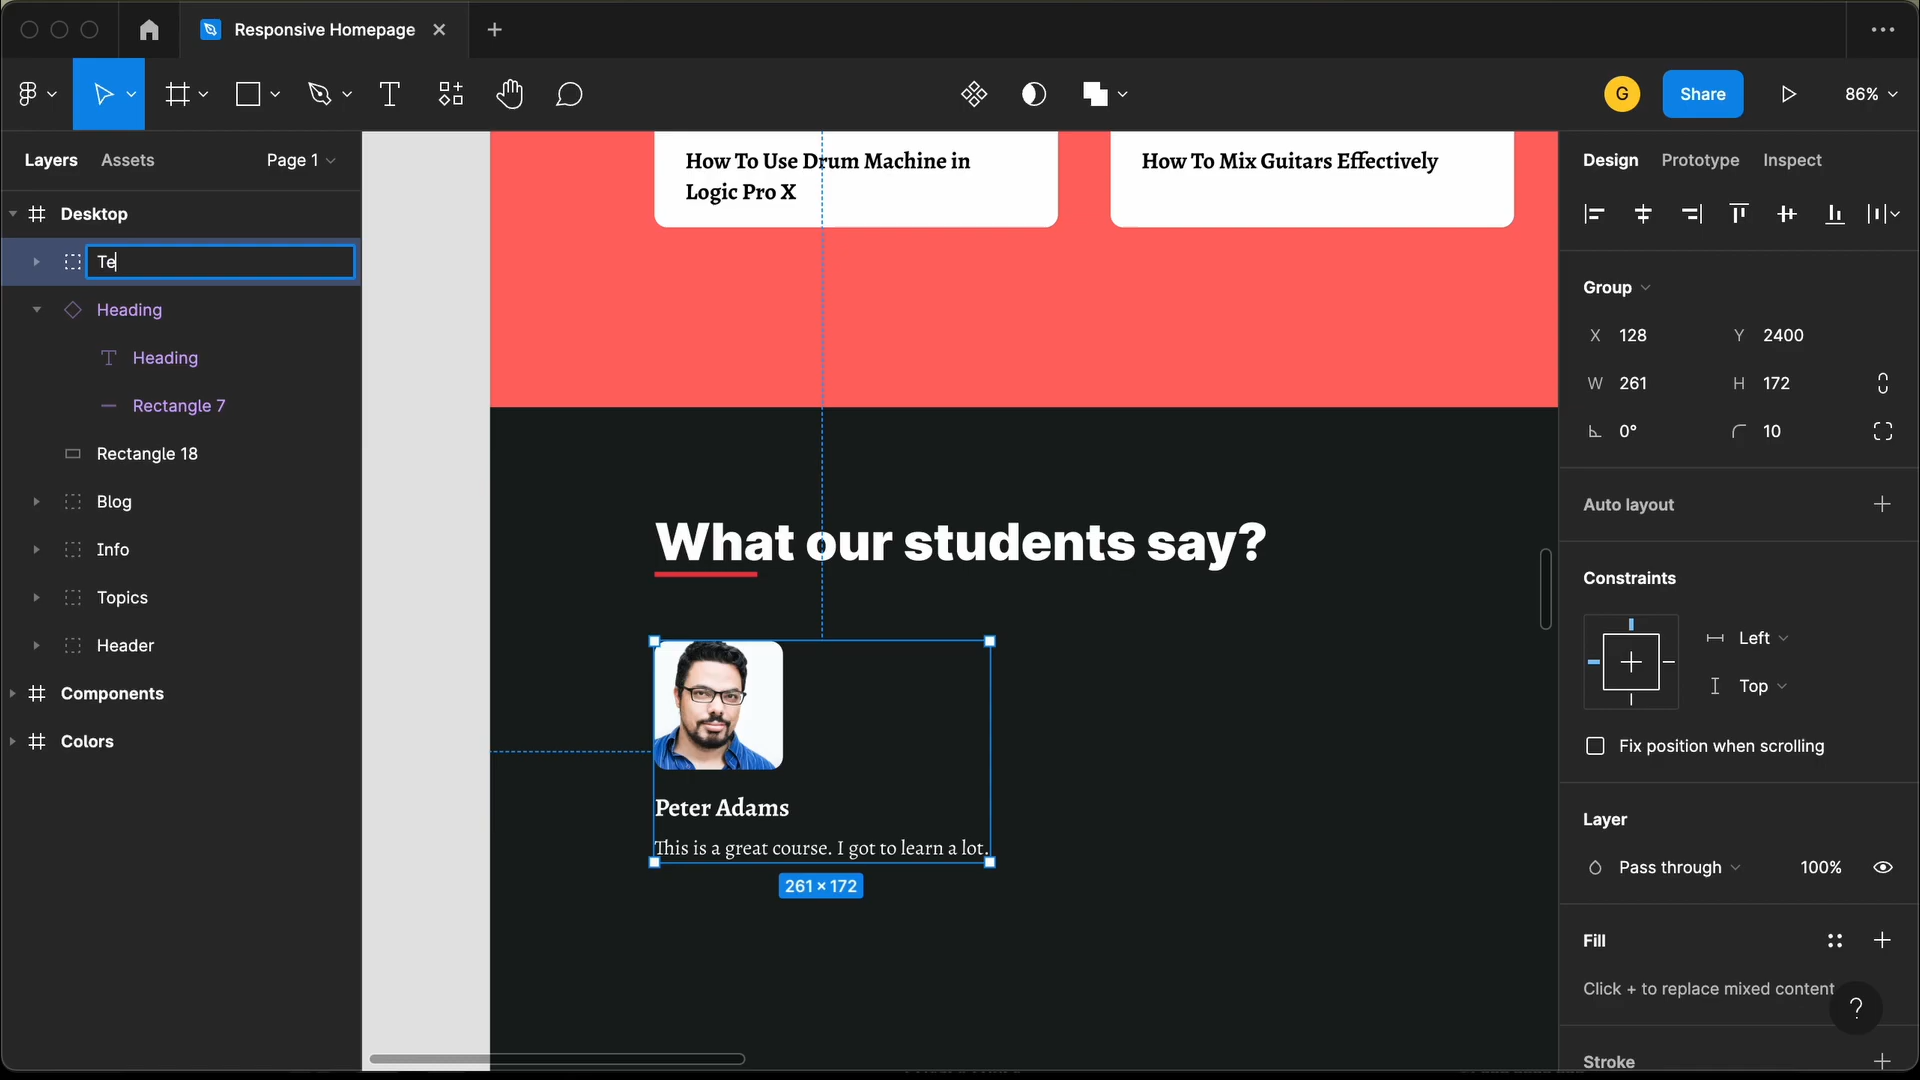 Responsive Homepage
G
Share
86%
Layers
Assets
Page 1
Desktop
Te
Heading
Heading
Rectangle 7
Rectangle 18
Blog
Info
Topics
Header
Components
Colors
How To Use Drum Machine in
Logic Pro X
How To Mix Guitars Effectively
What our students say?
Peter Adams
This is a great course. I got to learn a lot.
261 × 172
Design
Prototype
Inspect
Group
X 128
Y 2400
W 261
H 172
0°
10
Auto layout
Constraints
Left
Top
Fix position when scrolling
Layer
Pass through
100%
Fill
Click + to replace mixed content
?
Stroke